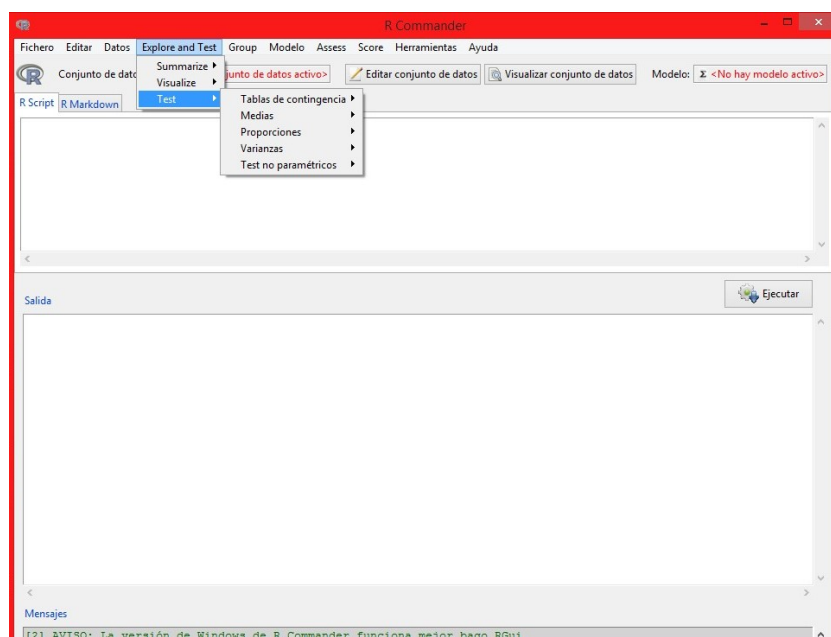 R Commander
Fichero Editar Datos Explore and Test Group Modelo Assess Score Herramientas Ayuda
Conjunto de dato junto de datos activo> Editar conjunto de datos Visualizar conjunto de datos Modelo: Σ <No hay modelo activo>
Summarize
Visualize
Test
R Script R Markdown
Tablas de contingencia
Medias
Proporciones
Varianzas
Test no paramétricos
Ejecutar
Salida
Mensajes
[2] AVISO: La versión de Windows de R Commander funciona mejor bago RGui